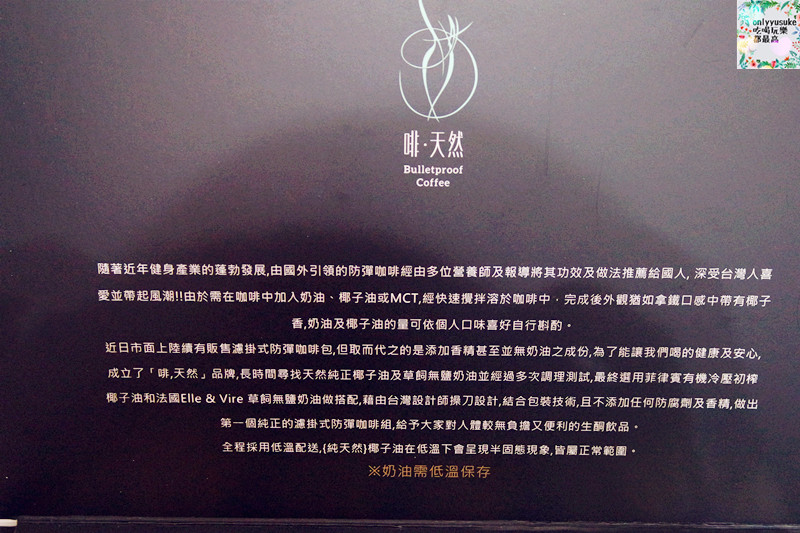 onlyyusuke
吃喝玩樂
都最高
啡·天然
Bulletproof
Coffee
隨著近年健身產業的蓬勃發展,由國外引領的防彈咖啡經由多位營養師及報導將其功效及做法推薦給國人, 深受台灣人喜
愛並帶起風潮!!由於需在咖啡中加入奶油、椰子油或MCT,經快速攪拌溶於咖啡中，完成後外觀猶如拿鐵口感中帶有椰子
香,奶油及椰子油的量可依個人口味喜好自行斟酌。
近日市面上陸續有販售濾掛式防彈咖啡包,但取而代之的是添加香精甚至並無奶油之成份,為了能讓我們喝的健康及安心,
成立了「啡,天然」品牌,長時間尋找天然純正椰子油及草飼無鹽奶油並經過多次調理測試,最終選用菲律賓有機冷壓初榨
椰子油和法國Elle & Vire 草飼無鹽奶油做搭配,藉由台灣設計師操刀設計,結合包裝技術,且不添加任何防腐劑及香精,做出
第一個純正的濾掛式防彈咖啡組,給予大家對人體較無負擔又便利的生酮飲品。
全程採用低溫配送,{純天然}椰子油在低溫下會呈現半固態現象,皆屬正常範圍。
※奶油需低溫保存